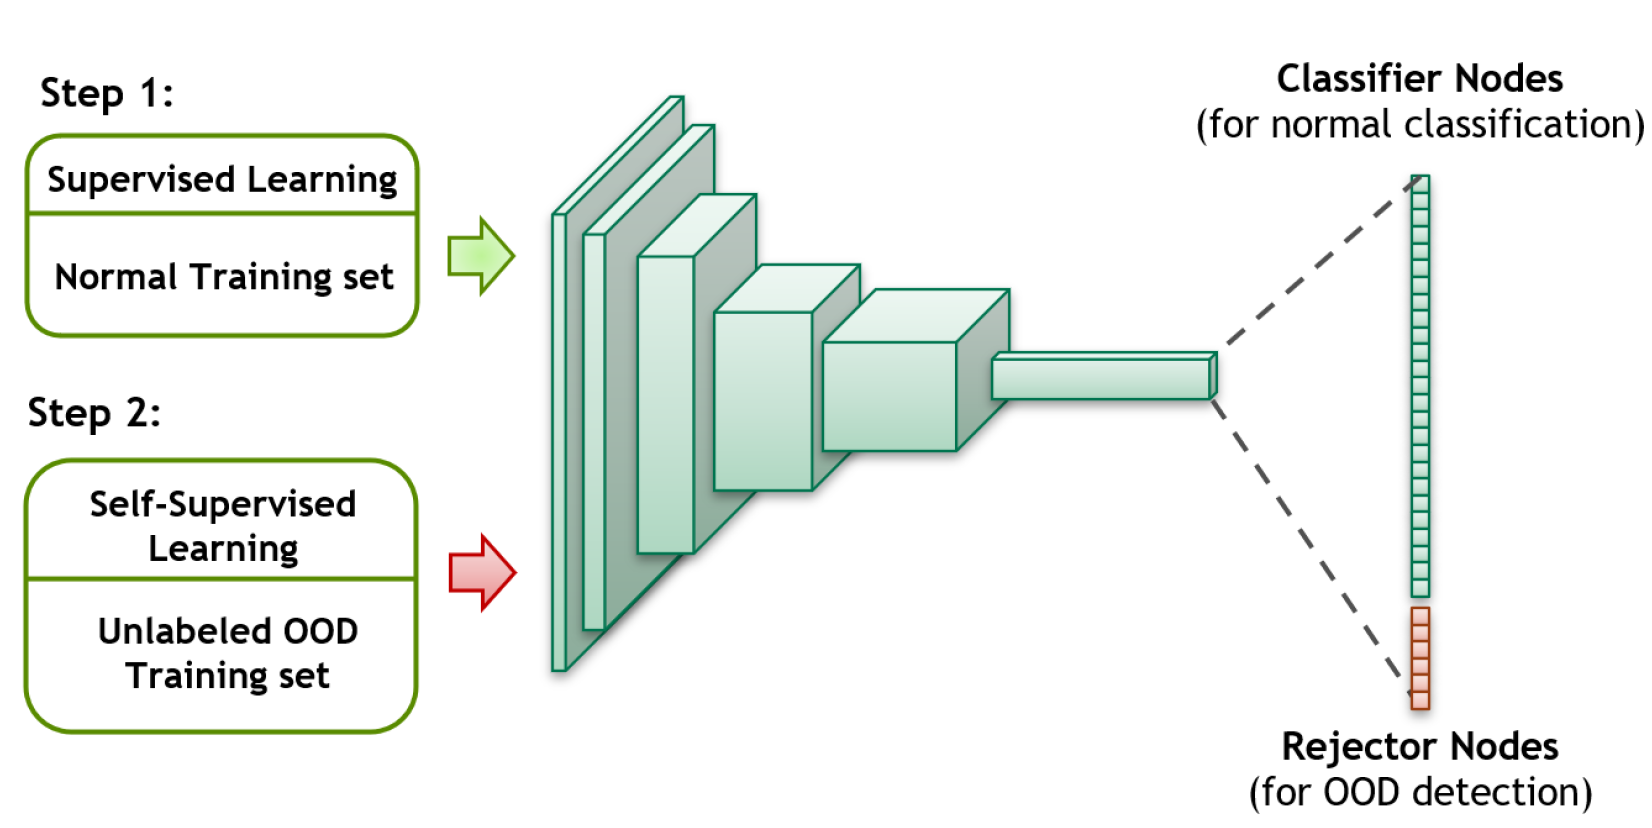 Step 1:
Supervised Learning
Normal Training set
Step 2:
Self-Supervised
Learning
Unlabeled OOD
Training set
Classifier Nodes
(for normal classification)
Rejector Nodes
(for OOD detection)